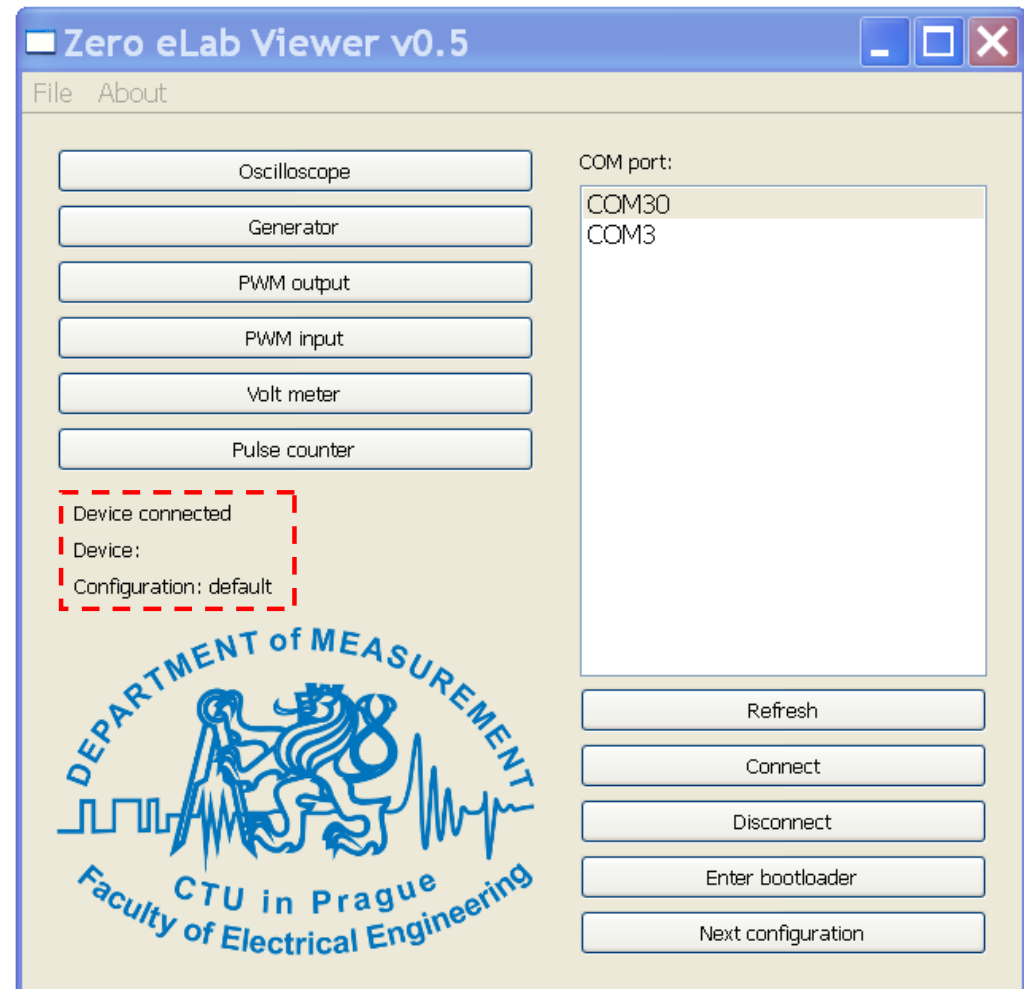 Zero eLab Viewer v0.5
File About
Oscilloscope
Generator
PWM output
PWM input
Volt meter
Pulse counter
Device connected
Device:
Configuration: default
DEPARTMENT of MEASUREMENT
CTU in Prague
Faculty of Electrical Engineering
COM port:
COM30
COM3
Refresh
Connect
Disconnect
Enter bootloader
Next configuration